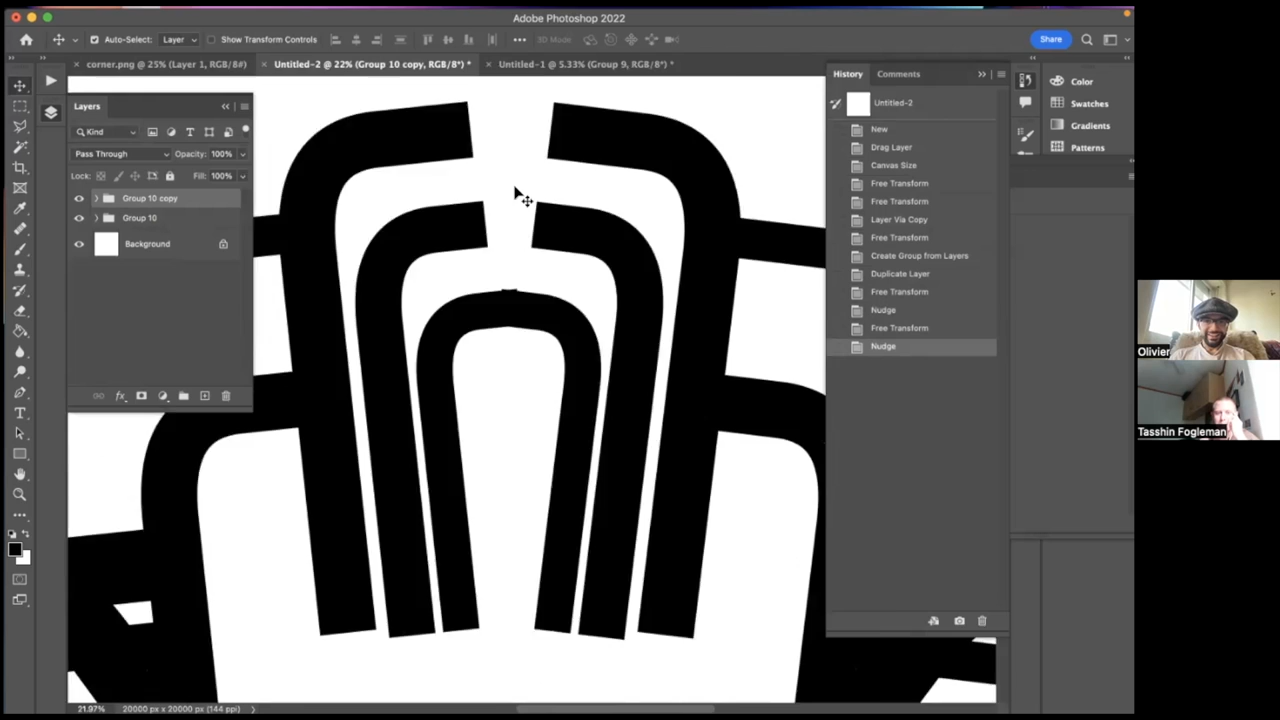 Adobe Photoshop 2022
Auto-Select: Layer Show Transform Controls 3D Mode Share
corner.png @ 25% (Layer 1, RGB/8#) Untitled-2 @ 22% (Group 10 copy, RGB/8*) * Untitled-1 @ 5.33% (Group 9, RGB/8*) *
Layers
Kind
Pass Through Opacity: 100%
Lock: Fill: 100%
Group 10 copy
Group 10
Background
History Comments
Untitled-2
New
Drag Layer
Canvas Size
Free Transform
Free Transform
Layer Via Copy
Free Transform
Create Group from Layers
Duplicate Layer
Free Transform
Nudge
Free Transform
Nudge
Color
Swatches
Gradients
Patterns
Olivier
Tasshin Fogleman
21.97% 20000 px x 20000 px (144 ppi)